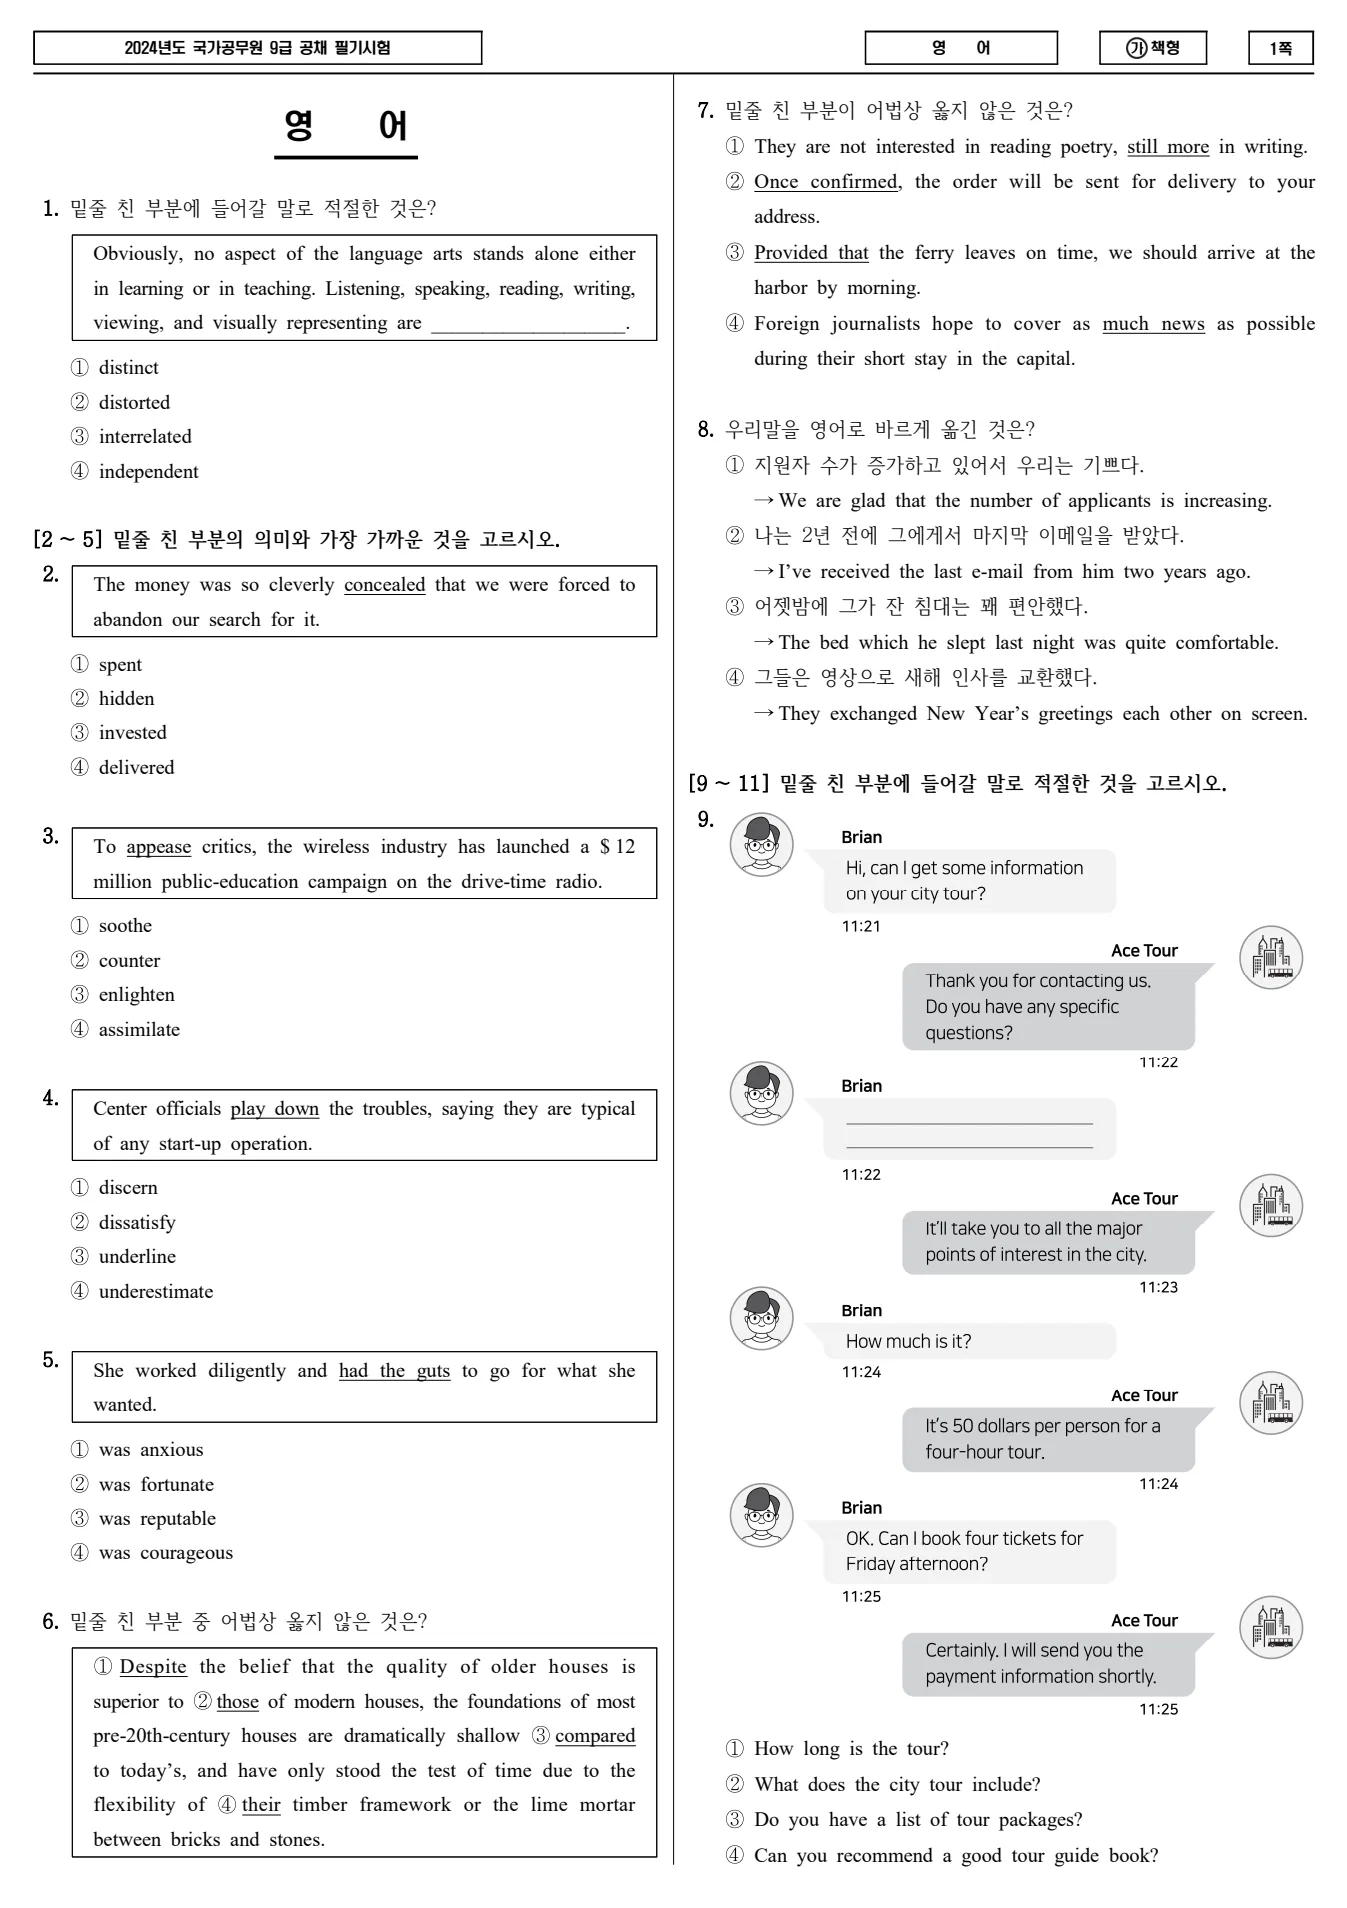 2024년도 국가공무원 9급 공채 필기시험
영 어
㉮ 책형
1쪽
영 어
1. 밑줄 친 부분에 들어갈 말로 적절한 것은?
Obviously, no aspect of the language arts stands alone either
in learning or in teaching. Listening, speaking, reading, writing,
viewing, and visually representing are ___________________.
① distinct
② distorted
③ interrelated
④ independent
[2 ~ 5] 밑줄 친 부분의 의미와 가장 가까운 것을 고르시오.
2.
The money was so cleverly concealed that we were forced to
abandon our search for it.
① spent
② hidden
③ invested
④ delivered
3.
To appease critics, the wireless industry has launched a $ 12
million public-education campaign on the drive-time radio.
① soothe
② counter
③ enlighten
④ assimilate
4.
Center officials play down the troubles, saying they are typical
of any start-up operation.
① discern
② dissatisfy
③ underline
④ underestimate
5.
She worked diligently and had the guts to go for what she
wanted.
① was anxious
② was fortunate
③ was reputable
④ was courageous
6. 밑줄 친 부분 중 어법상 옳지 않은 것은?
① Despite the belief that the quality of older houses is
superior to ② those of modern houses, the foundations of most
pre-20th-century houses are dramatically shallow ③ compared
to today’s, and have only stood the test of time due to the
flexibility of ④ their timber framework or the lime mortar
between bricks and stones.
7. 밑줄 친 부분이 어법상 옳지 않은 것은?
① They are not interested in reading poetry, still more in writing.
② Once confirmed, the order will be sent for delivery to your
address.
③ Provided that the ferry leaves on time, we should arrive at the
harbor by morning.
④ Foreign journalists hope to cover as much news as possible
during their short stay in the capital.
8. 우리말을 영어로 바르게 옮긴 것은?
① 지원자 수가 증가하고 있어서 우리는 기쁘다.
→ We are glad that the number of applicants is increasing.
② 나는 2년 전에 그에게서 마지막 이메일을 받았다.
→ I’ve received the last e-mail from him two years ago.
③ 어젯밤에 그가 잔 침대는 꽤 편안했다.
→ The bed which he slept last night was quite comfortable.
④ 그들은 영상으로 새해 인사를 교환했다.
→ They exchanged New Year’s greetings each other on screen.
[9 ~ 11] 밑줄 친 부분에 들어갈 말로 적절한 것을 고르시오.
9.
Brian
Hi, can I get some information
on your city tour?
11:21
Ace Tour
Thank you for contacting us.
Do you have any specific
questions?
11:22
Brian
11:22
Ace Tour
It’ll take you to all the major
points of interest in the city.
11:23
Brian
How much is it?
11:24
Ace Tour
It’s 50 dollars per person for a
four-hour tour.
11:24
Brian
OK. Can I book four tickets for
Friday afternoon?
11:25
Ace Tour
Certainly. I will send you the
payment information shortly.
11:25
① How long is the tour?
② What does the city tour include?
③ Do you have a list of tour packages?
④ Can you recommend a good tour guide book?